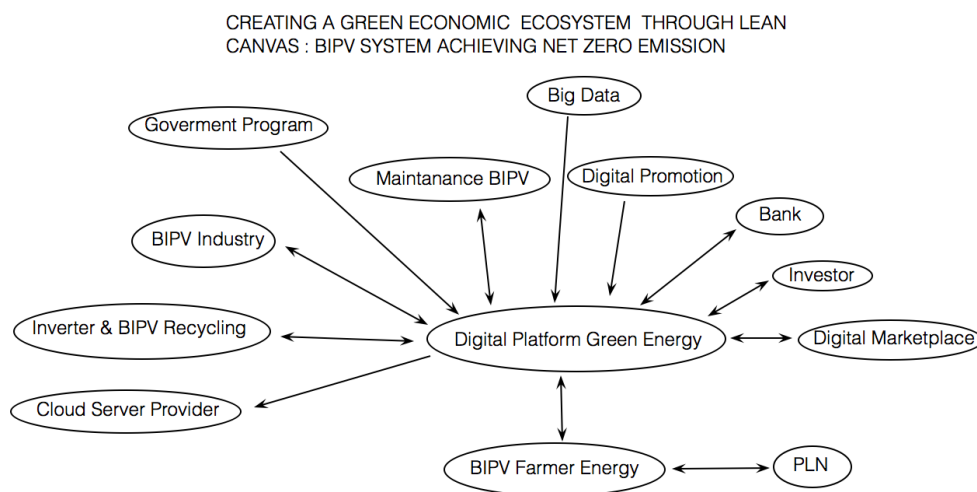 CREATING A GREEN ECONOMIC ECOSYSTEM THROUGH LEAN
CANVAS : BIPV SYSTEM ACHIEVING NET ZERO EMISSION
Big Data
Goverment Program
Maintanance BIPV
Digital Promotion
Bank
BIPV Industry
Investor
Inverter & BIPV Recycling
Digital Platform Green Energy
Digital Marketplace
Cloud Server Provider
BIPV Farmer Energy
PLN